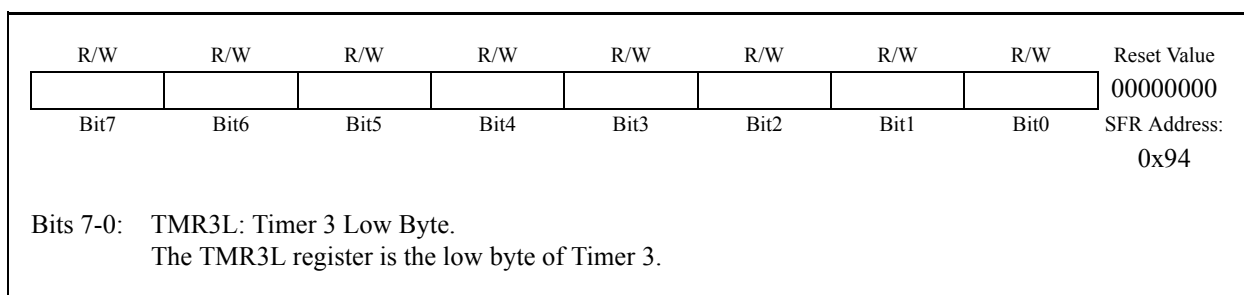 R/W R/W R/W R/W R/W R/W R/W R/W Reset Value
00000000
Bit7 Bit6 Bit5 Bit4 Bit3 Bit2 Bit1 Bit0 SFR Address:
0x94
Bits 7-0: TMR3L: Timer 3 Low Byte.
The TMR3L register is the low byte of Timer 3.